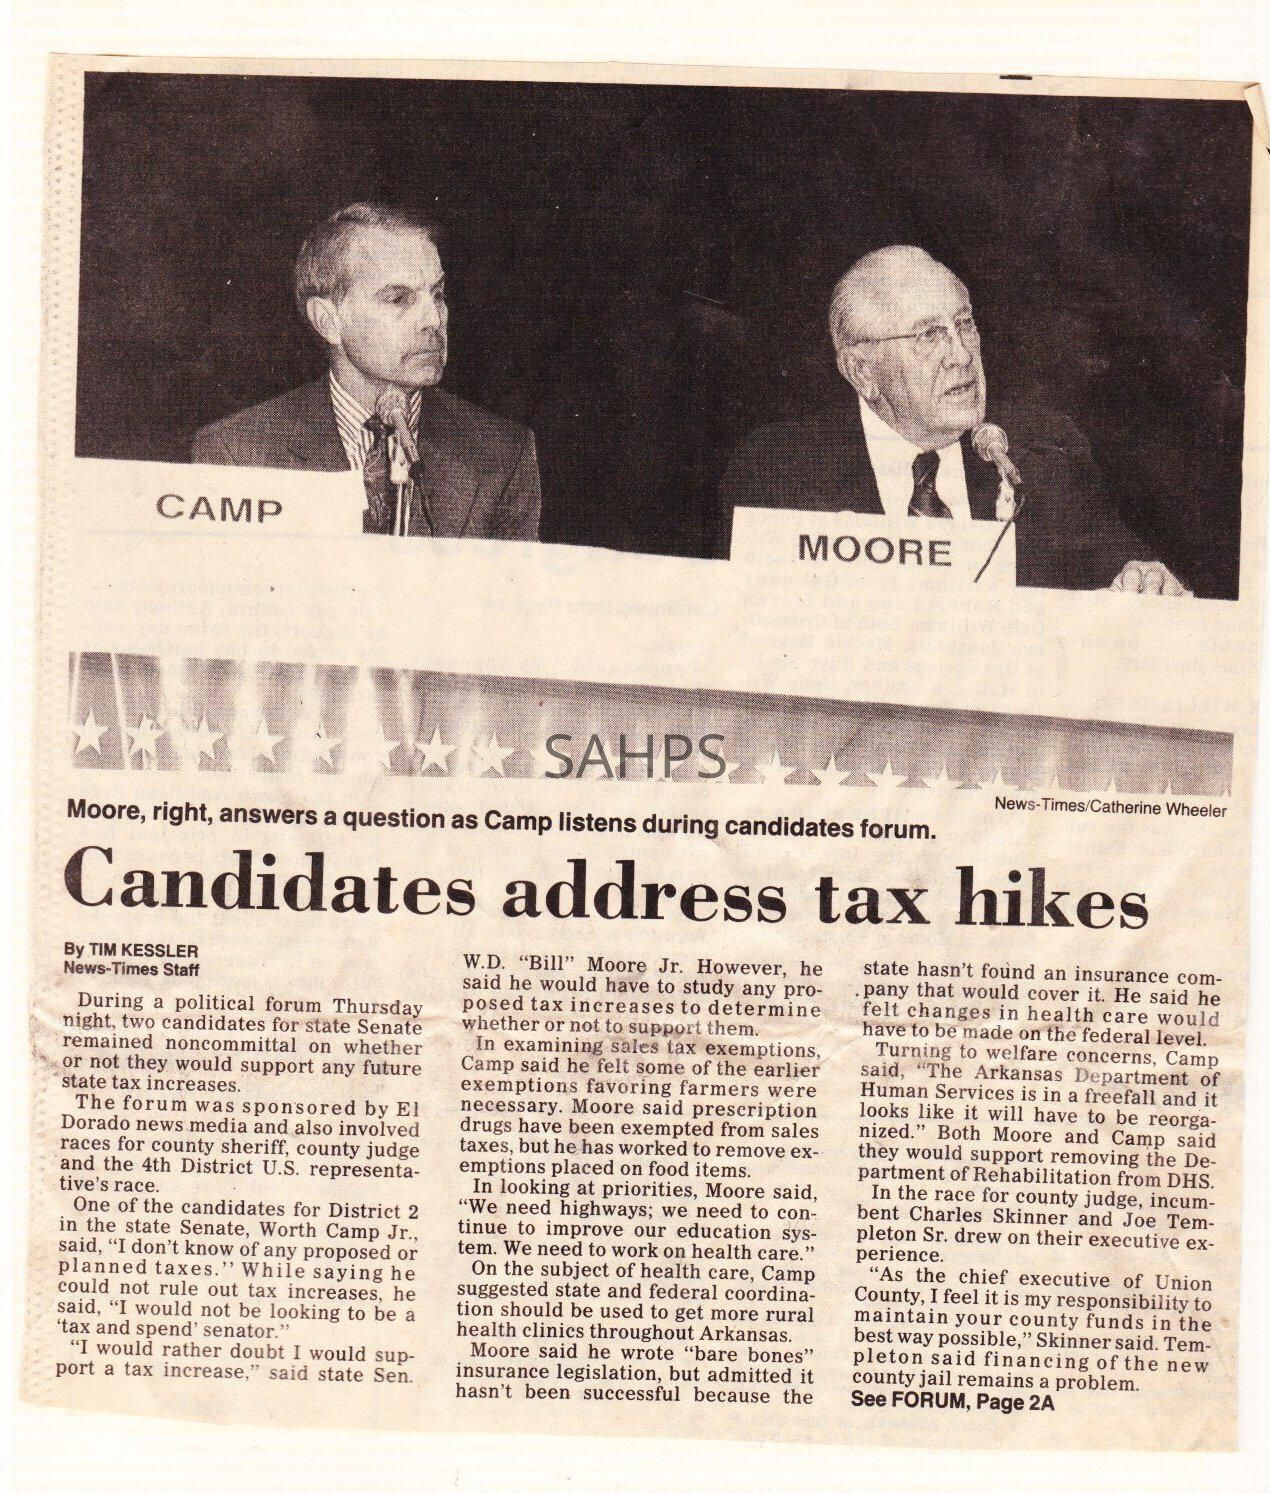 CAMP
MOORE
SAHPS
News-Times/Catherine Wheeler
Moore, right, answers a question as Camp listens during candidates forum.
Candidates address tax hikes
By TIM KESSLER
News-Times Staff
During a political forum Thursday
night, two candidates for state Senate
remained noncommittal on whether
or not they would support any future
state tax increases.
The forum was sponsored by El
Dorado news media and also involved
races for county sheriff, county judge
and the 4th District U.S. representa-
tive's race.
One of the candidates for District 2
in the state Senate, Worth Camp Jr.,
said, "I don't know of any proposed or
planned taxes." While saying he
could not rule out tax increases, he
said, "I would not be looking to be a
'tax and spend' senator."
"I would rather doubt I would sup-
port a tax increase," said state Sen.
W.D. "Bill" Moore Jr. However, he
said he would have to study any pro-
posed tax increases to determine
whether or not to support them.
In examining sales tax exemptions,
Camp said he felt some of the earlier
exemptions favoring farmers were
necessary. Moore said prescription
drugs have been exempted from sales
taxes, but he has worked to remove ex-
emptions placed on food items.
In looking at priorities, Moore said,
"We need highways; we need to con-
tinue to improve our education sys-
tem. We need to work on health care."
On the subject of health care, Camp
suggested state and federal coordina-
tion should be used to get more rural
health clinics throughout Arkansas.
Moore said he wrote "bare bones"
insurance legislation, but admitted it
hasn't been successful because the
state hasn't found an insurance com-
pany that would cover it. He said he
felt changes in health care would
have to be made on the federal level.
Turning to welfare concerns, Camp
said, "The Arkansas Department of
Human Services is in a freefall and it
looks like it will have to be reorga-
nized." Both Moore and Camp said
they would support removing the De-
partment of Rehabilitation from DHS.
In the race for county judge, incum-
bent Charles Skinner and Joe Tem-
pleton Sr. drew on their executive ex-
perience.
"As the chief executive of Union
County, I feel it is my responsibility to
maintain your county funds in the
best way possible," Skinner said. Tem-
pleton said financing of the new
county jail remains a problem.
See FORUM, Page 2A